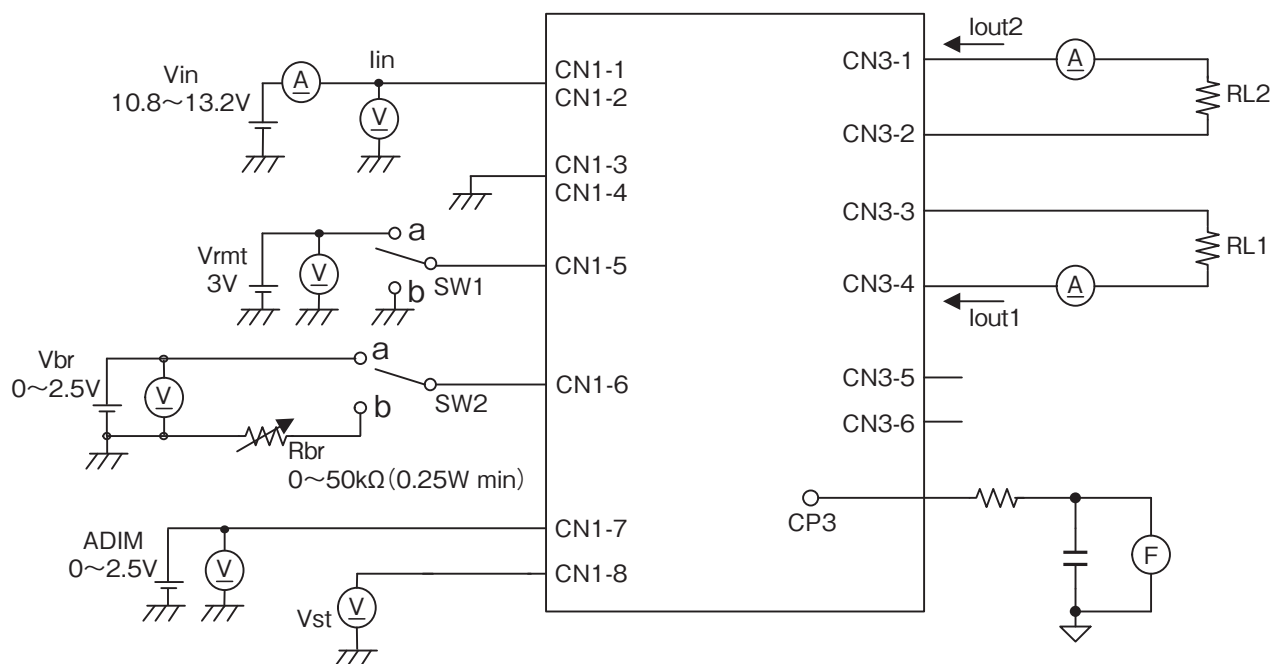 Vin
10.8〜13.2V
A
Iin
V
CN1-1
CN1-2
CN1-3
CN1-4
Vrmt
3V
V
a
b
SW1
CN1-5
Vbr
0〜2.5V
V
a
b
SW2
CN1-6
Rbr
0〜50kΩ（0.25W min）
ADIM
0〜2.5V
V
CN1-7
Vst
V
CN1-8
Iout2
CN3-1
A
RL2
CN3-2
CN3-3
RL1
CN3-4
A
Iout1
CN3-5
CN3-6
CP3
F